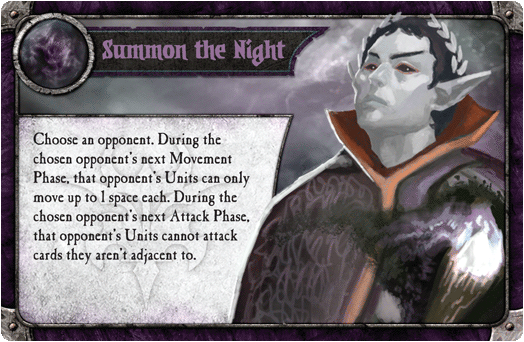 Summon the Night
Choose an opponent. During the
chosen opponent's next Movement
Phase, that opponent's Units can only
move up to 1 space each. During the
chosen opponent's next Attack Phase,
that opponent's Units cannot attack
cards they aren't adjacent to.